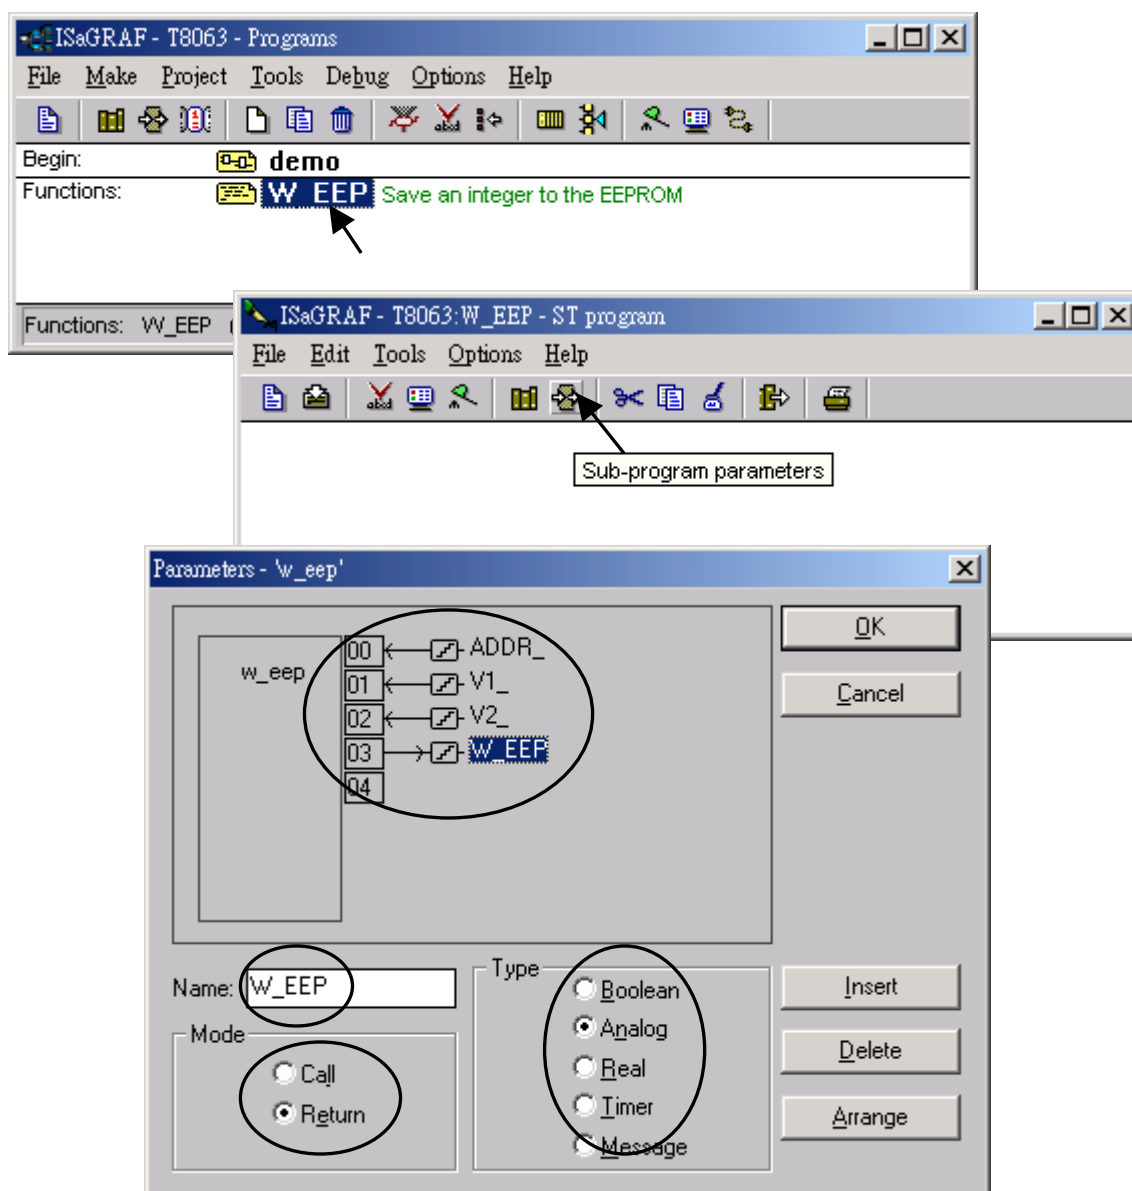 ISaGRAF - T8063 - Programs
File Make Project Tools Debug Options Help
Begin: demo
Functions: W_EEP Save an integer to the EEPROM
Functions: W_EEP (
ISaGRAF - T8063:W_EEP - ST program
File Edit Tools Options Help
Sub-program parameters
Parameters - 'w_eep'
w_eep
00 ADDR_
01 V1_
02 V2_
03 W_EEP
04
OK
Cancel
Name: W_EEP
Mode
Call
Return
Type
Boolean
Analog
Real
Timer
Message
Insert
Delete
Arrange